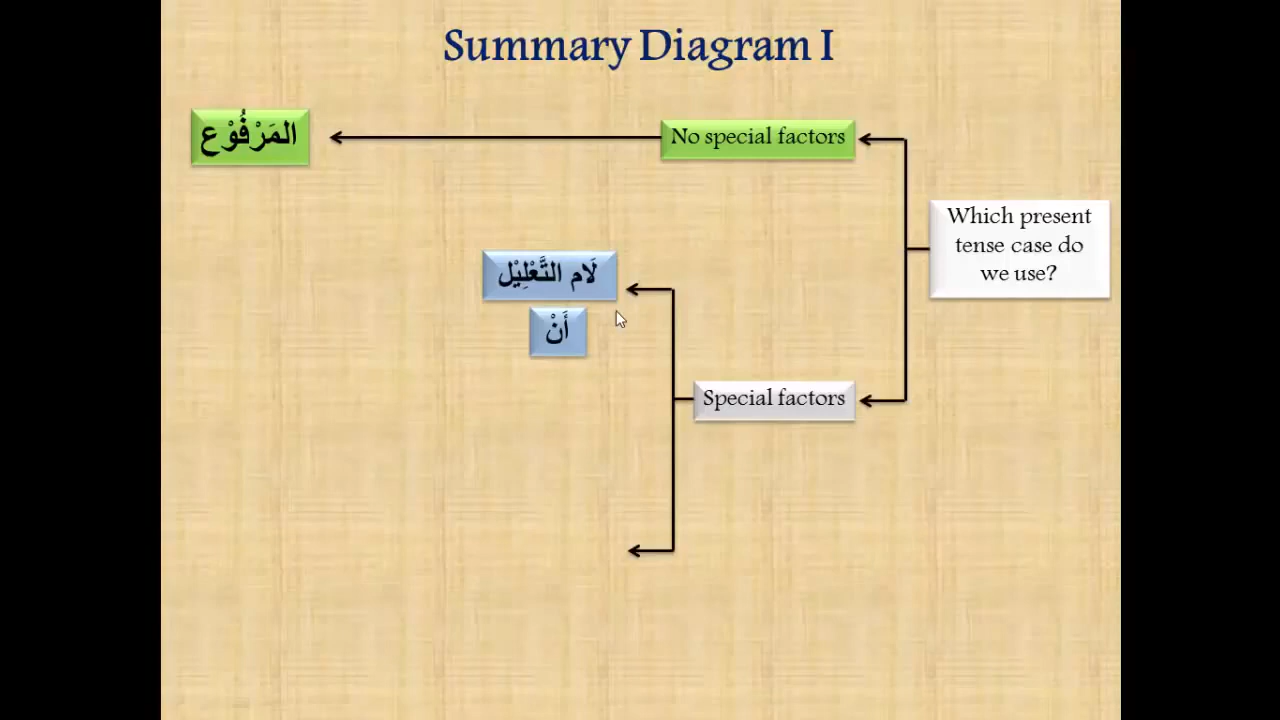 Summary Diagram I
المَرْفُوْع
No special factors
Which present
tense case do
we use?
لَام التَّعْلِيْل
أَنْ
Special factors